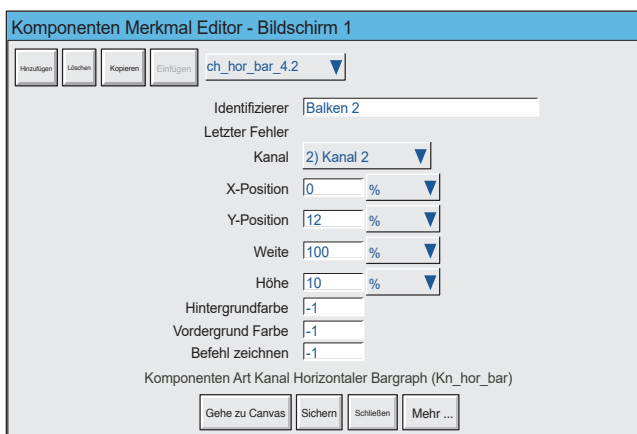 Komponenten Merkmal Editor - Bildschirm 1
Hinzufügen Löschen Kopieren Einfügen ch_hor_bar_4.2
Identifizierer Balken 2
Letzter Fehler
Kanal 2) Kanal 2
X-Position 0 %
Y-Position 12 %
Weite 100 %
Höhe 10 %
Hintergrundfarbe -1
Vordergrund Farbe -1
Befehl zeichnen -1
Komponenten Art Kanal Horizontaler Bargraph (Kn_hor_bar)
Gehe zu Canvas Sichern Schließen Mehr ...